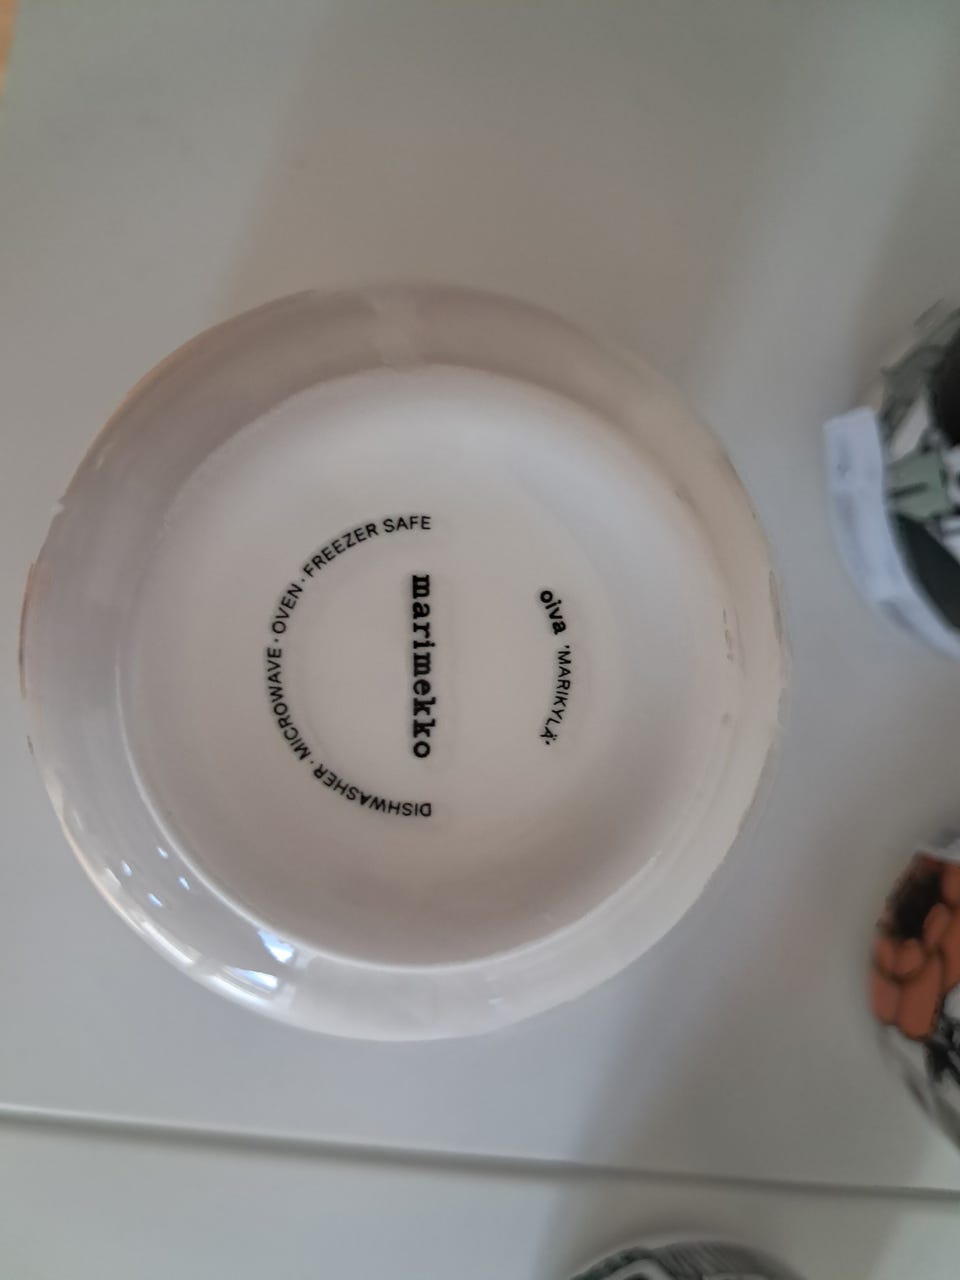 oiva 'MARIKYLÄ'
marimekko
DISHWASHER · MICROWAVE · OVEN · FREEZER SAFE